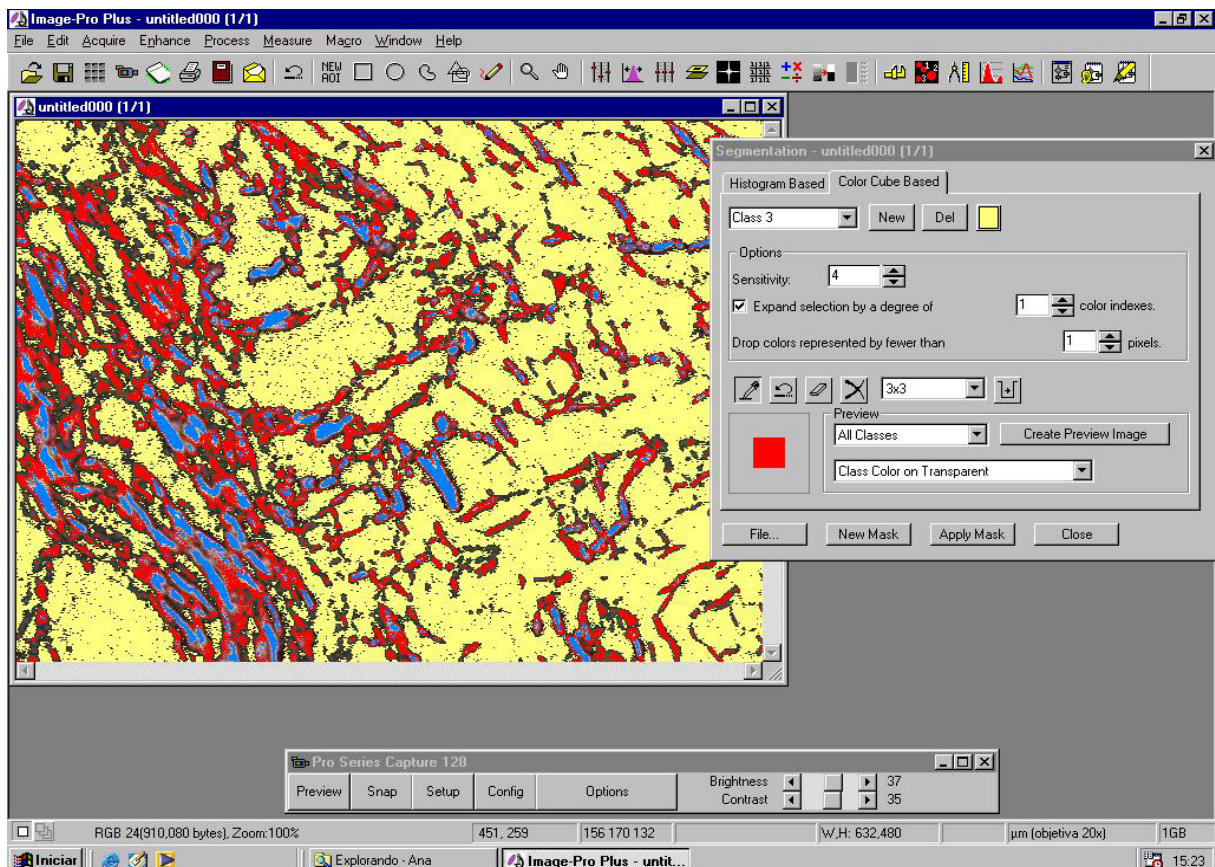 Image-Pro Plus - untitled000 (1/1)
File Edit Acquire Enhance Process Measure Macro Window Help
NEW AOI
untitled000 (1/1)
Segmentation - untitled000 (1/1)
Histogram Based Color Cube Based
Class 3 New Del
Options
Sensitivity: 4
Expand selection by a degree of 1 color indexes.
Drop colors represented by fewer than 1 pixels.
3x3
Preview
All Classes Create Preview Image
Class Color on Transparent
File... New Mask Apply Mask Close
Pro Series Capture 128
Preview Snap Setup Config Options
Brightness 37
Contrast 35
RGB 24(910,080 bytes), Zoom:100% 451, 259 156 170 132 W,H: 632,480 µm (objetiva 20x) 1GB
Iniciar Explorando - Ana Image-Pro Plus - untit... 15:23